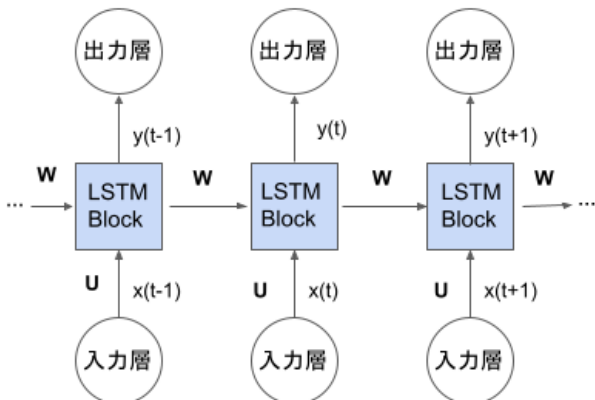 出力層 出力層 出力層
y(t-1) y(t) y(t+1)
W W W W
... LSTM Block LSTM Block LSTM Block ...
U x(t-1) U x(t) U x(t+1)
入力層 入力層 入力層